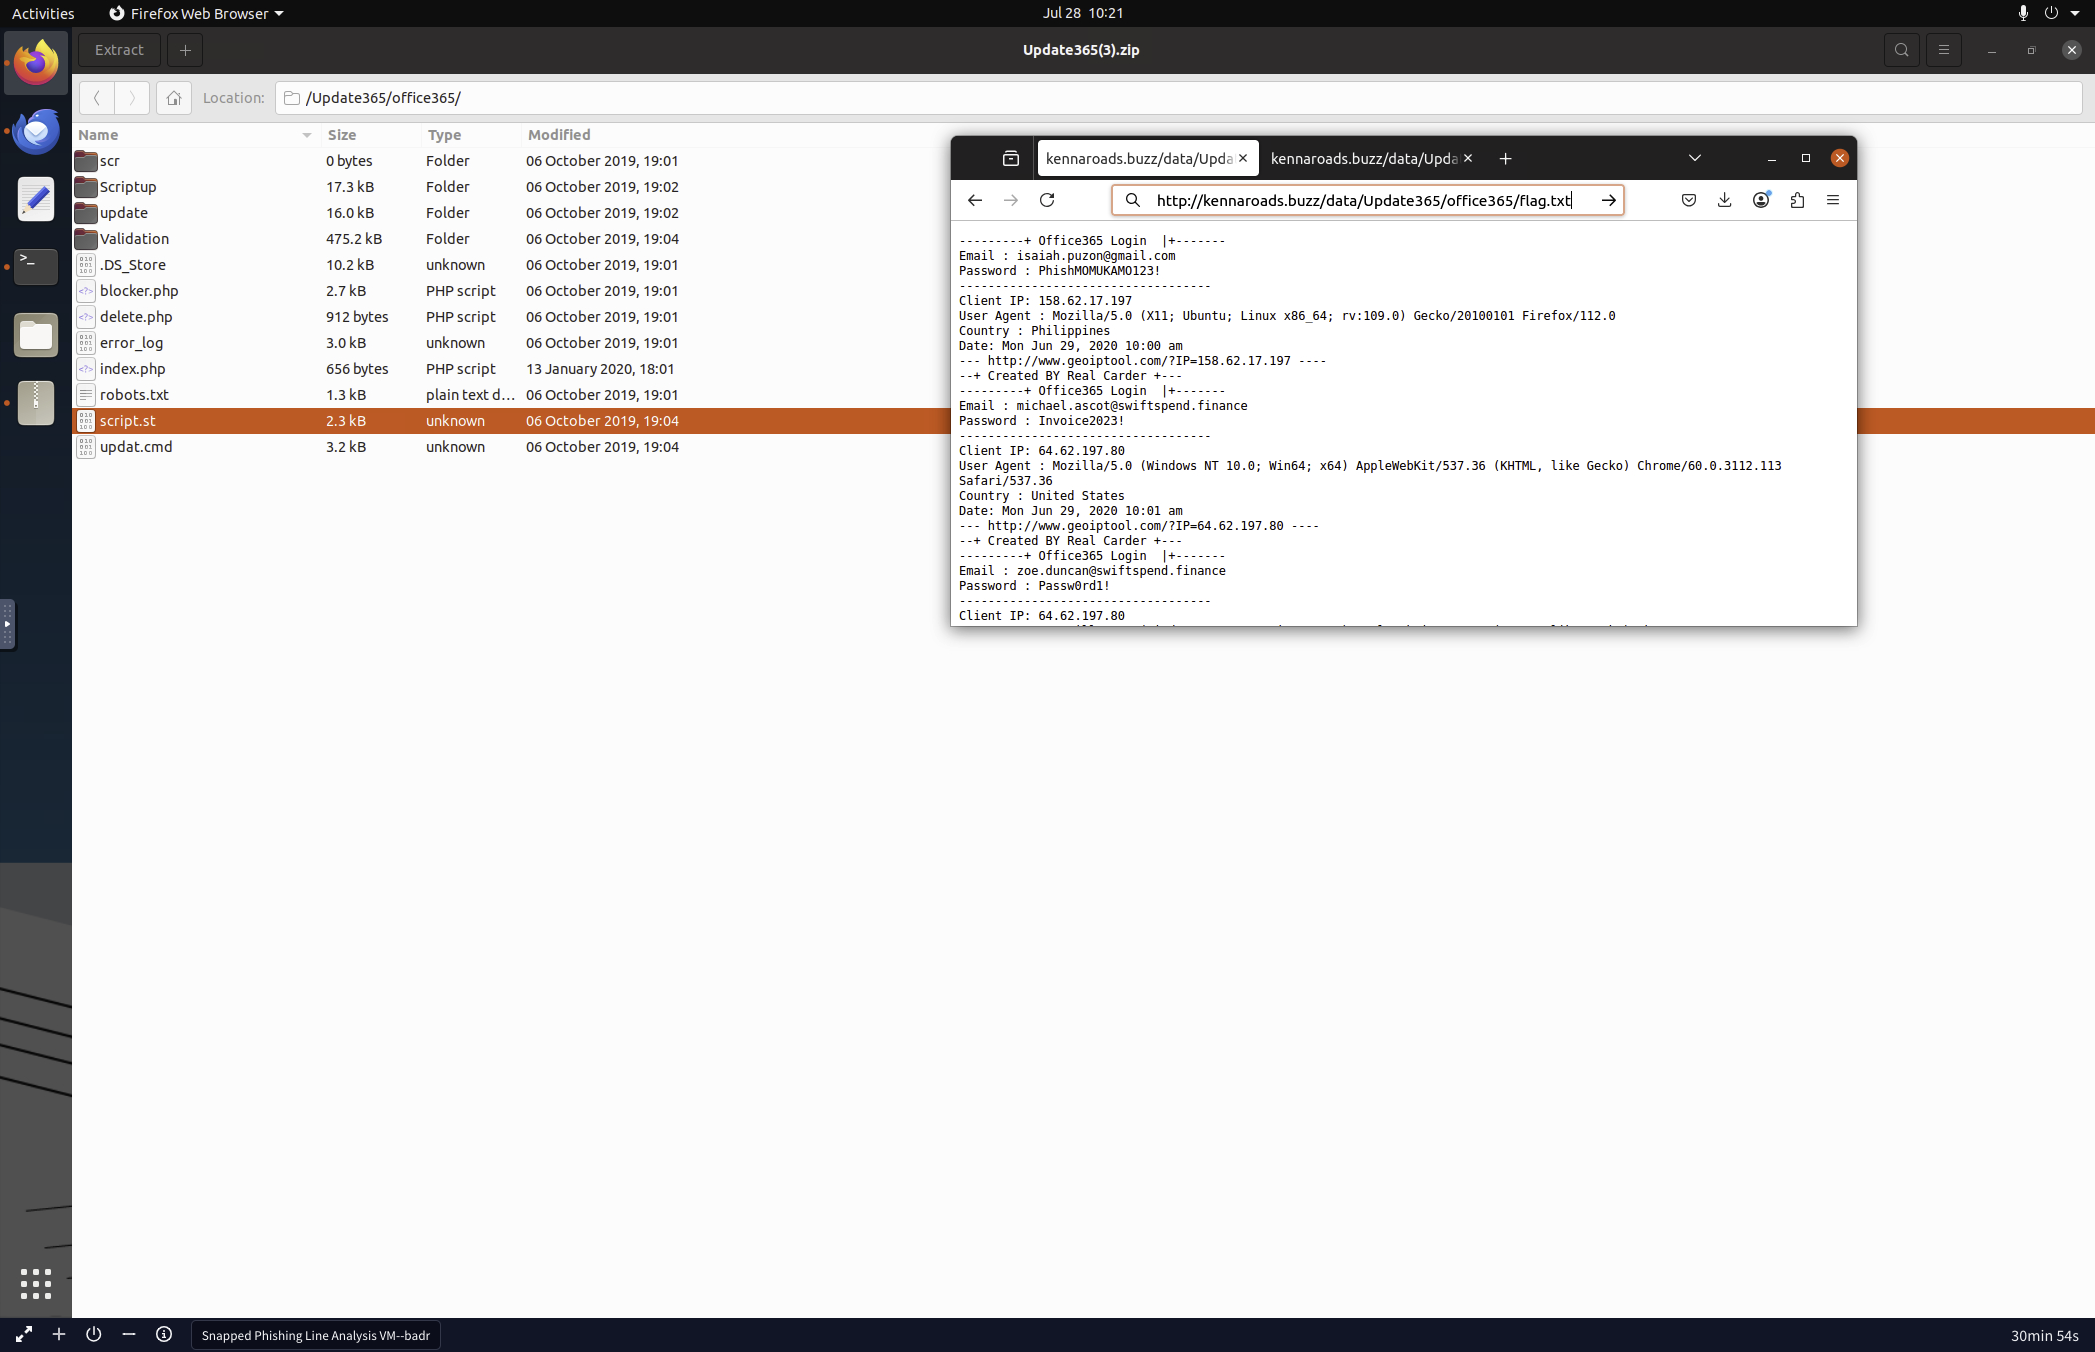 Activities
Firefox Web Browser
Jul 28 10:21
Extract
Update365(3).zip
Location:
/Update365/office365/
Name Size Type Modified
scr 0 bytes Folder 06 October 2019, 19:01
Scriptup 17.3 kB Folder 06 October 2019, 19:02
update 16.0 kB Folder 06 October 2019, 19:02
Validation 475.2 kB Folder 06 October 2019, 19:04
.DS_Store 10.2 kB unknown 06 October 2019, 19:01
blocker.php 2.7 kB PHP script 06 October 2019, 19:01
delete.php 912 bytes PHP script 06 October 2019, 19:01
error_log 3.0 kB unknown 06 October 2019, 19:01
index.php 656 bytes PHP script 13 January 2020, 18:01
robots.txt 1.3 kB plain text d... 06 October 2019, 19:01
script.st 2.3 kB unknown 06 October 2019, 19:04
updat.cmd 3.2 kB unknown 06 October 2019, 19:04
kennaroads.buzz/data/Upda
kennaroads.buzz/data/Upda
http://kennaroads.buzz/data/Update365/office365/flag.txt
---------+ Office365 Login |+-------
Email : isaiah.puzon@gmail.com
Password : PhishMOMUKAMO123!
-----------------------------------
Client IP: 158.62.17.197
User Agent : Mozilla/5.0 (X11; Ubuntu; Linux x86_64; rv:109.0) Gecko/20100101 Firefox/112.0
Country : Philippines
Date: Mon Jun 29, 2020 10:00 am
--- http://www.geoiptool.com/?IP=158.62.17.197 ----
--+ Created BY Real Carder +---
---------+ Office365 Login |+-------
Email : michael.ascot@swiftspend.finance
Password : Invoice2023!
-----------------------------------
Client IP: 64.62.197.80
User Agent : Mozilla/5.0 (Windows NT 10.0; Win64; x64) AppleWebKit/537.36 (KHTML, like Gecko) Chrome/60.0.3112.113
Safari/537.36
Country : United States
Date: Mon Jun 29, 2020 10:01 am
--- http://www.geoiptool.com/?IP=64.62.197.80 ----
--+ Created BY Real Carder +---
---------+ Office365 Login |+-------
Email : zoe.duncan@swiftspend.finance
Password : Passw0rd1!
-----------------------------------
Client IP: 64.62.197.80
Snapped Phishing Line Analysis VM--badr
30min 54s